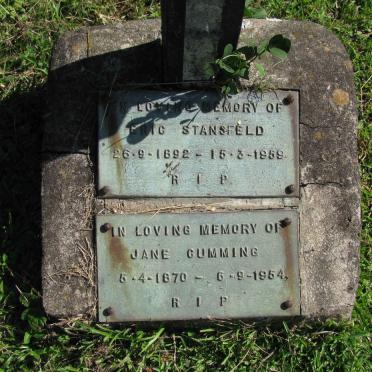 IN LOVING MEMORY OF
ERIC STANSFELD
26-9-1892 - 15-3-1959
R I P
IN LOVING MEMORY OF
JANE CUMMING
5-4-1870 - 6-9-1954.
R I P